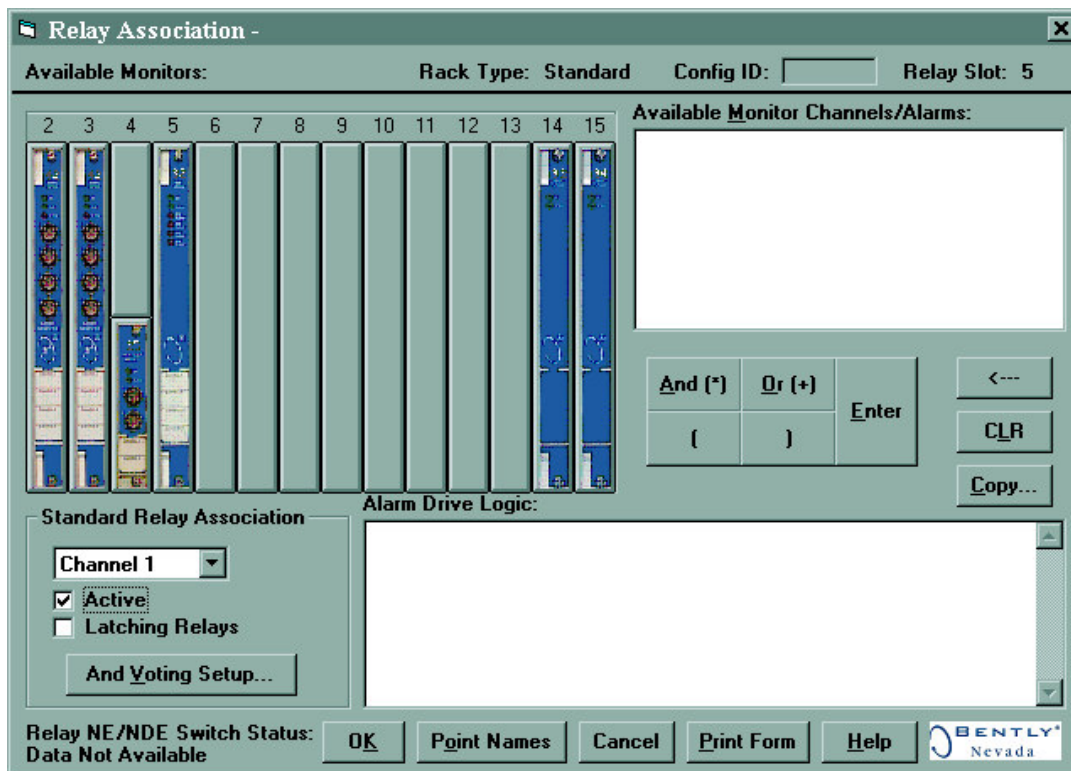 Relay Association -
Available Monitors: Rack Type: Standard Config ID: Relay Slot: 5
2 3 4 5 6 7 8 9 10 11 12 13 14 15
Available Monitor Channels/Alarms:
And (*) Or (+) Enter <---
( ) CLR
Copy...
Alarm Drive Logic:
Standard Relay Association
Channel 1
Active
Latching Relays
And Voting Setup...
Relay NE/NDE Switch Status:
Data Not Available
OK Point Names Cancel Print Form Help
BENTLY
Nevada